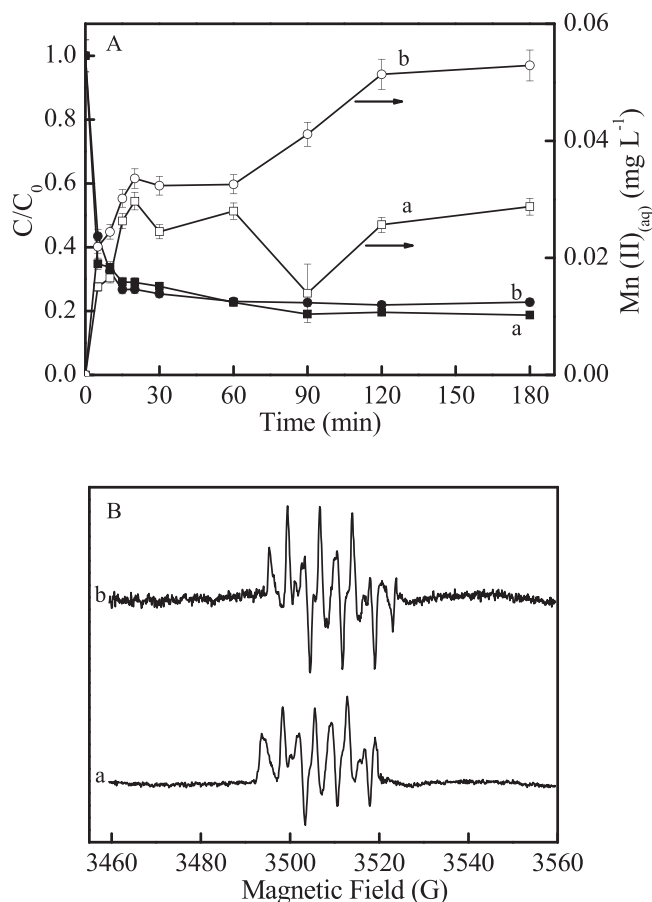 A
b
a
b
a
C/C₀
1.0
0.8
0.6
0.4
0.2
0.0
0.06
0.04
0.02
0.00
Mn (II)(aq) (mg L⁻¹)
0 30 60 90 120 150 180
Time (min)
B
b
a
3460 3480 3500 3520 3540 3560
Magnetic Field (G)